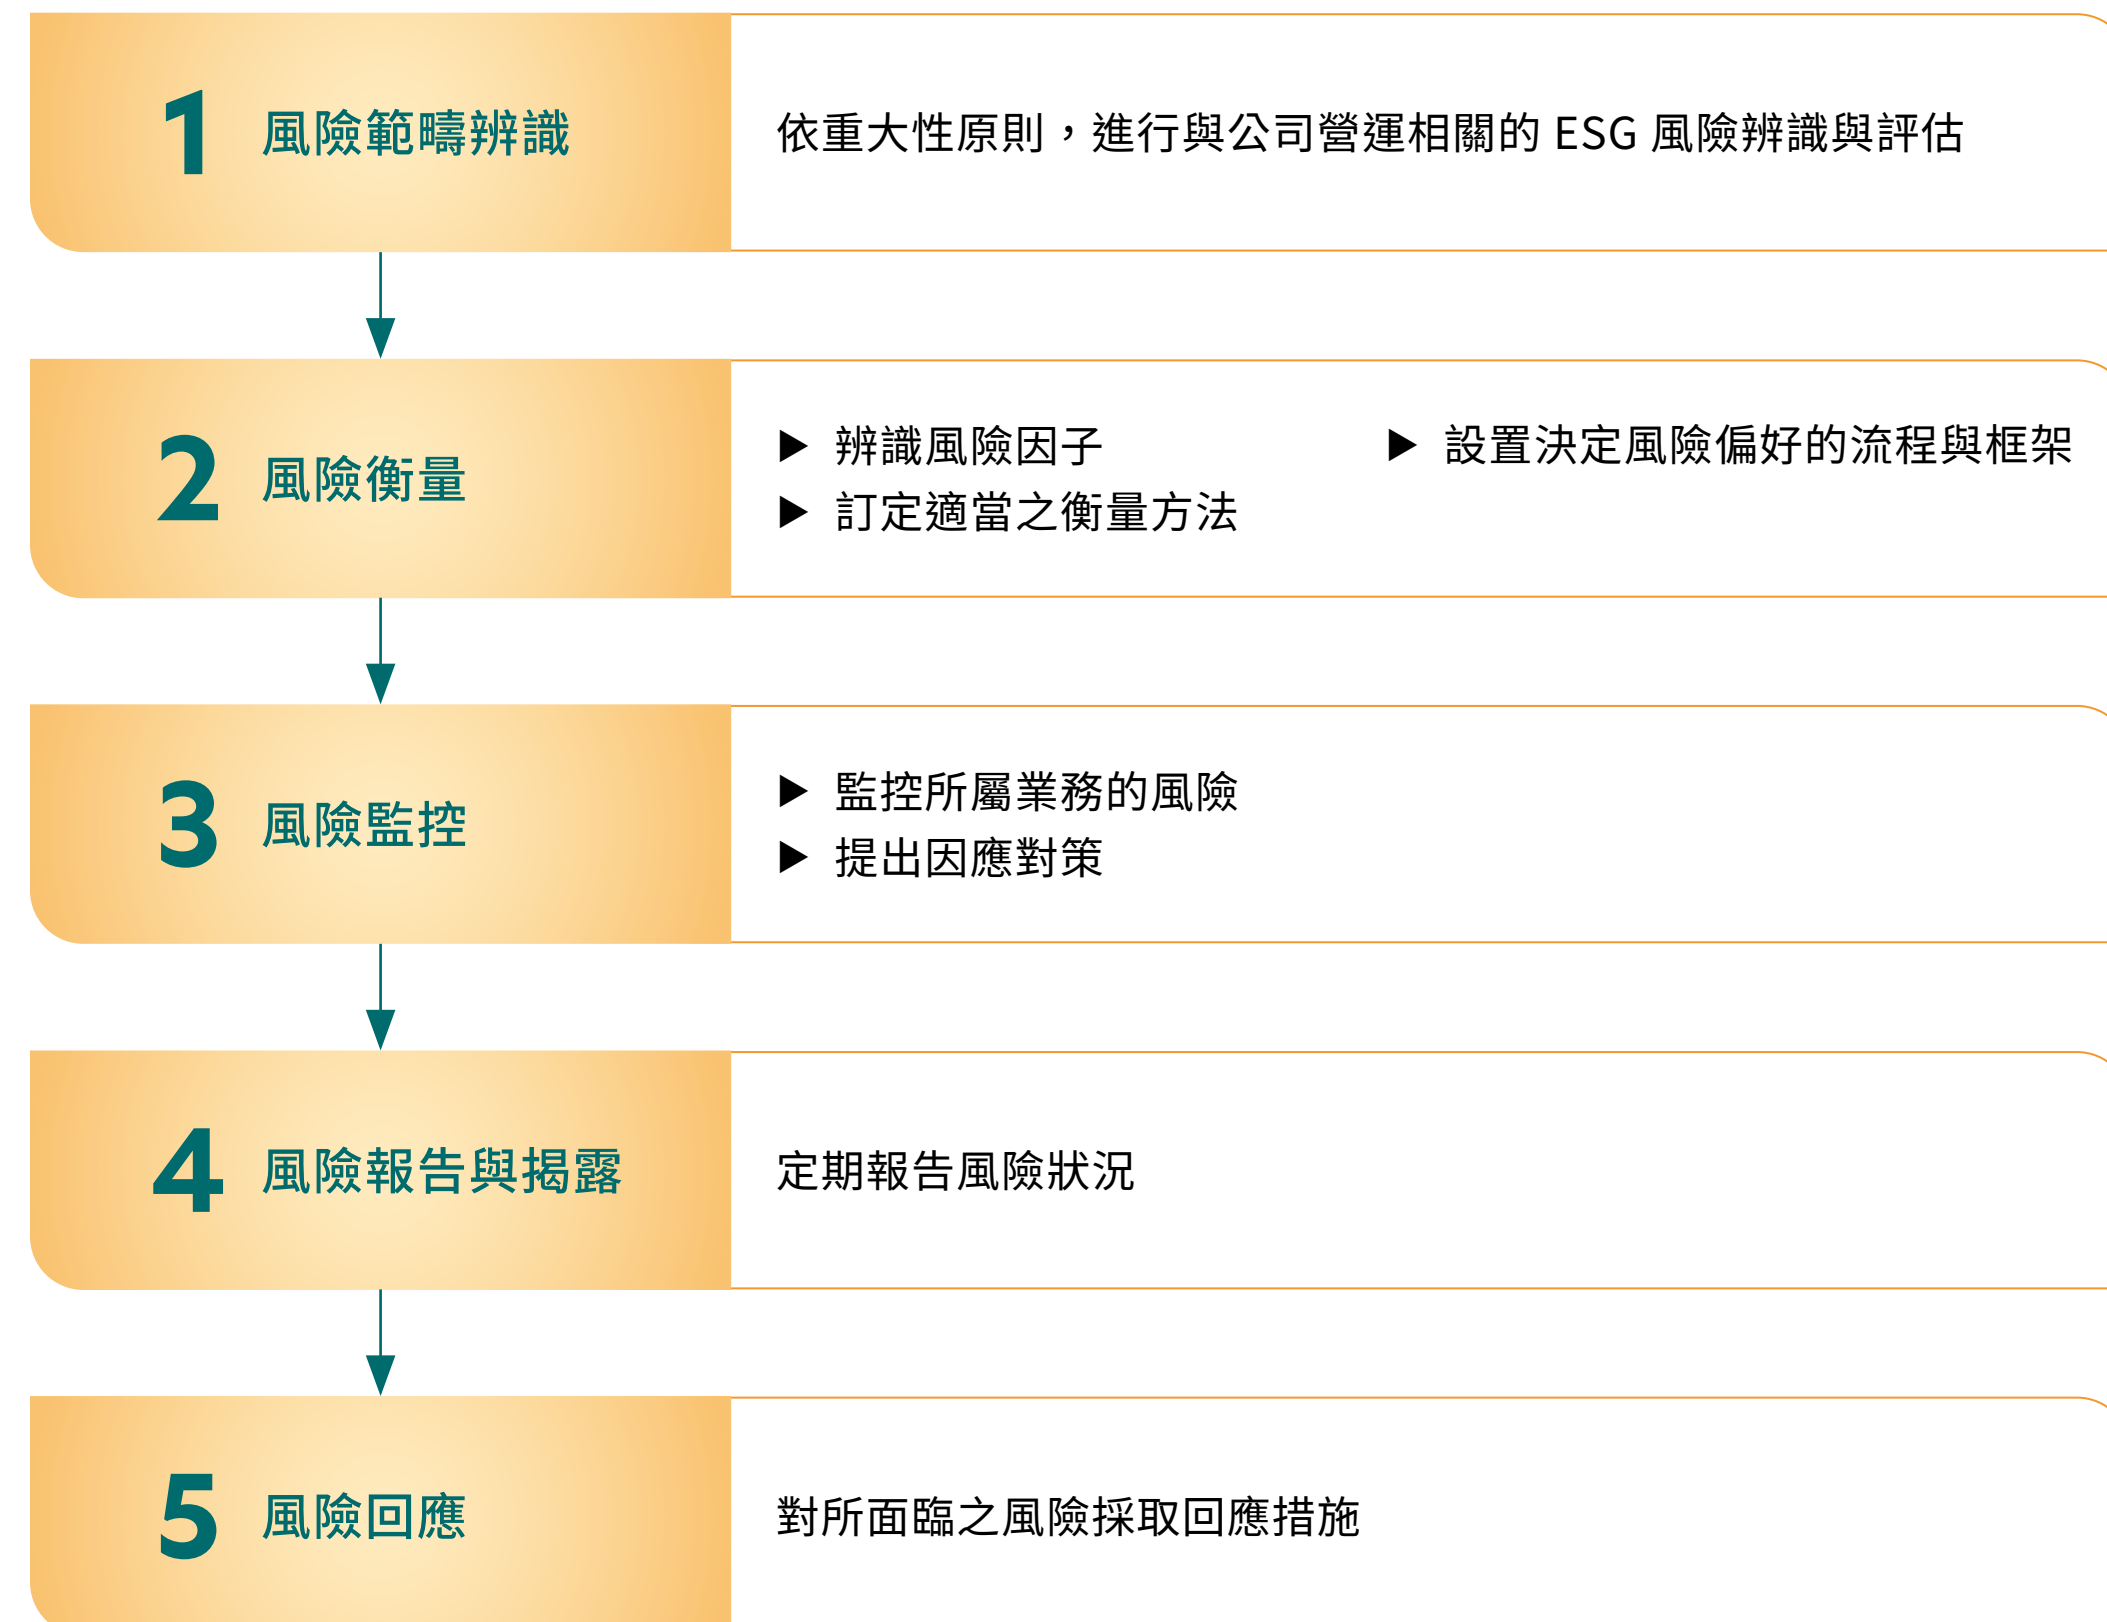 1 風險範疇辨識
依重大性原則，進行與公司營運相關的 ESG 風險辨識與評估
2 風險衡量
▶ 辨識風險因子
▶ 訂定適當之衡量方法
▶ 設置決定風險偏好的流程與框架
3 風險監控
▶ 監控所屬業務的風險
▶ 提出因應對策
4 風險報告與揭露
定期報告風險狀況
5 風險回應
對所面臨之風險採取回應措施